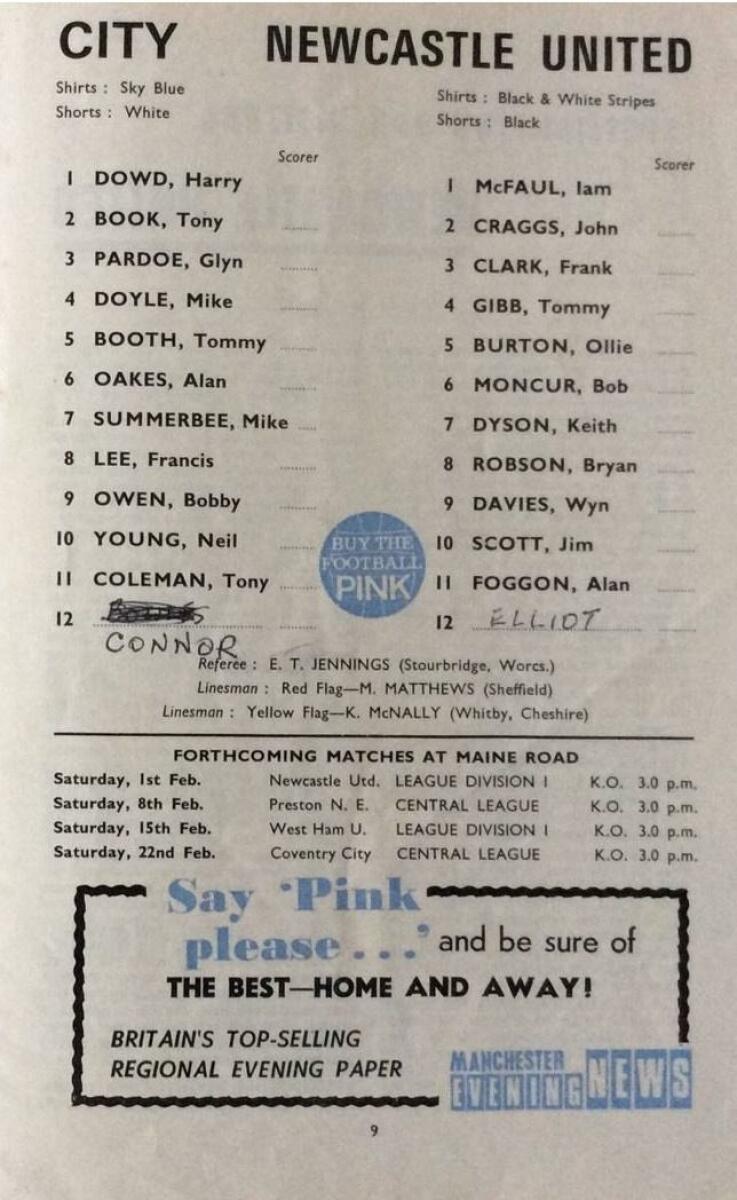 CITY NEWCASTLE UNITED
Shirts : Sky Blue
Shorts : White
Shirts : Black & White Stripes
Shorts : Black
Scorer
1 DOWD, Harry
2 BOOK, Tony
3 PARDOE, Glyn
4 DOYLE, Mike
5 BOOTH, Tommy
6 OAKES, Alan
7 SUMMERBEE, Mike
8 LEE, Francis
9 OWEN, Bobby
10 YOUNG, Neil
11 COLEMAN, Tony
12
CONNOR
Scorer
1 McFAUL, Iam
2 CRAGGS, John
3 CLARK, Frank
4 GIBB, Tommy
5 BURTON, Ollie
6 MONCUR, Bob
7 DYSON, Keith
8 ROBSON, Bryan
9 DAVIES, Wyn
10 SCOTT, Jim
11 FOGGON, Alan
12 ELLIOT
BUY THE
FOOTBALL
PINK
Referee : E. T. JENNINGS (Stourbridge, Worcs.)
Linesman : Red Flag—M. MATTHEWS (Sheffield)
Linesman : Yellow Flag—K. McNALLY (Whitby, Cheshire)
FORTHCOMING MATCHES AT MAINE ROAD
Saturday, 1st Feb. Newcastle Utd. LEAGUE DIVISION I K.O. 3.0 p.m.
Saturday, 8th Feb. Preston N. E. CENTRAL LEAGUE K.O. 3.0 p.m.
Saturday, 15th Feb. West Ham U. LEAGUE DIVISION I K.O. 3.0 p.m.
Saturday, 22nd Feb. Coventry City CENTRAL LEAGUE K.O. 3.0 p.m.
Say 'Pink
please...' and be sure of
THE BEST—HOME AND AWAY!
BRITAIN'S TOP-SELLING
REGIONAL EVENING PAPER
MANCHESTER
EVENING NEWS
9